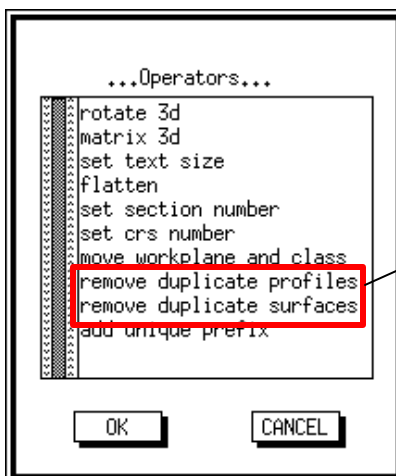 ...Operators...
rotate 3d
matrix 3d
set text size
flatten
set section number
set crs number
move workplane and class
remove duplicate profiles
remove duplicate surfaces
add unique prefix
OK
CANCEL